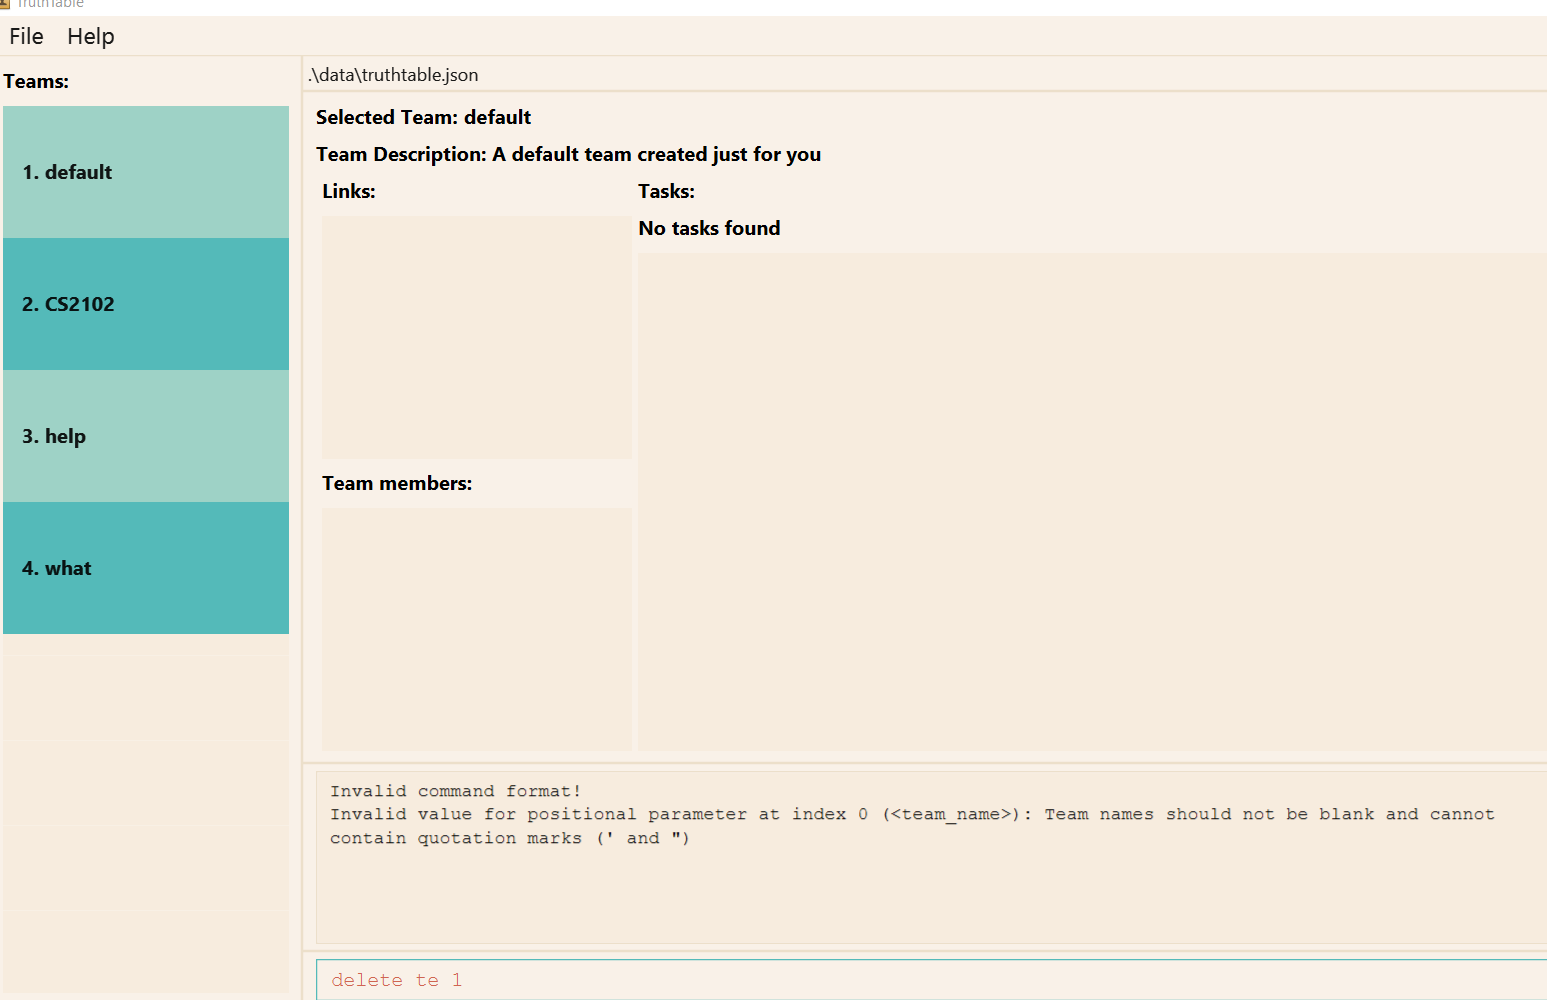 TruthTable
File Help
Teams:
1. default
2. CS2102
3. help
4. what
.\data\truthtable.json
Selected Team: default
Team Description: A default team created just for you
Links:
Tasks:
No tasks found
Team members:
Invalid command format!
Invalid value for positional parameter at index 0 (<team_name>): Team names should not be blank and cannot
contain quotation marks (' and ")
delete te 1